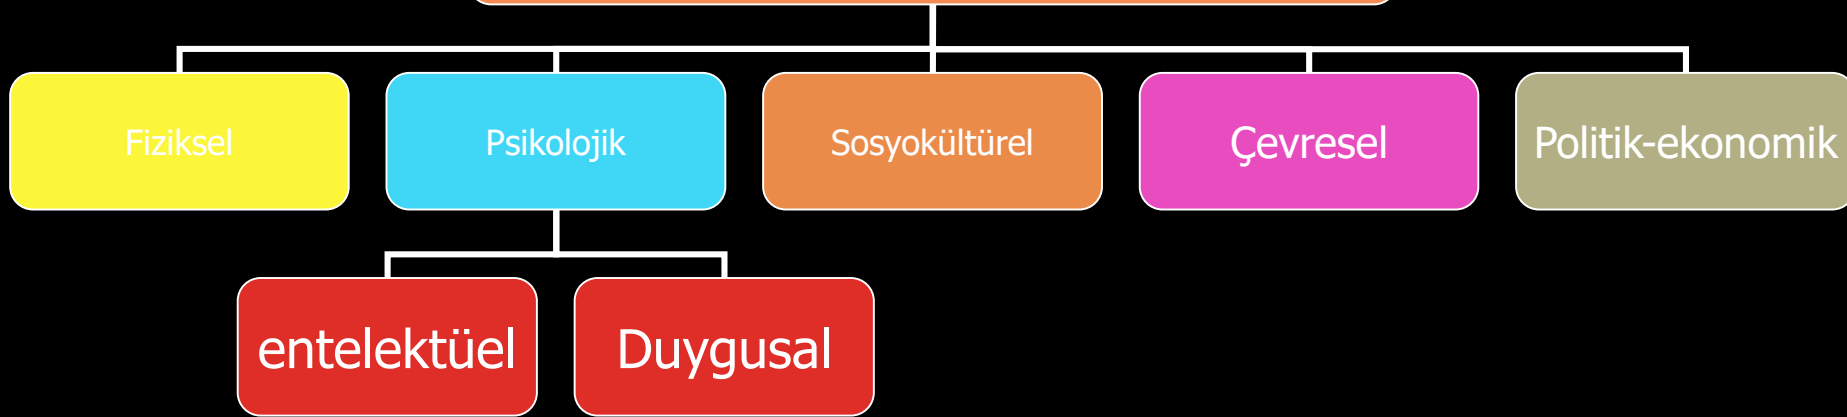 Fiziksel
Psikolojik
Sosyokültürel
Çevresel
Politik-ekonomik
entelektüel
Duygusal